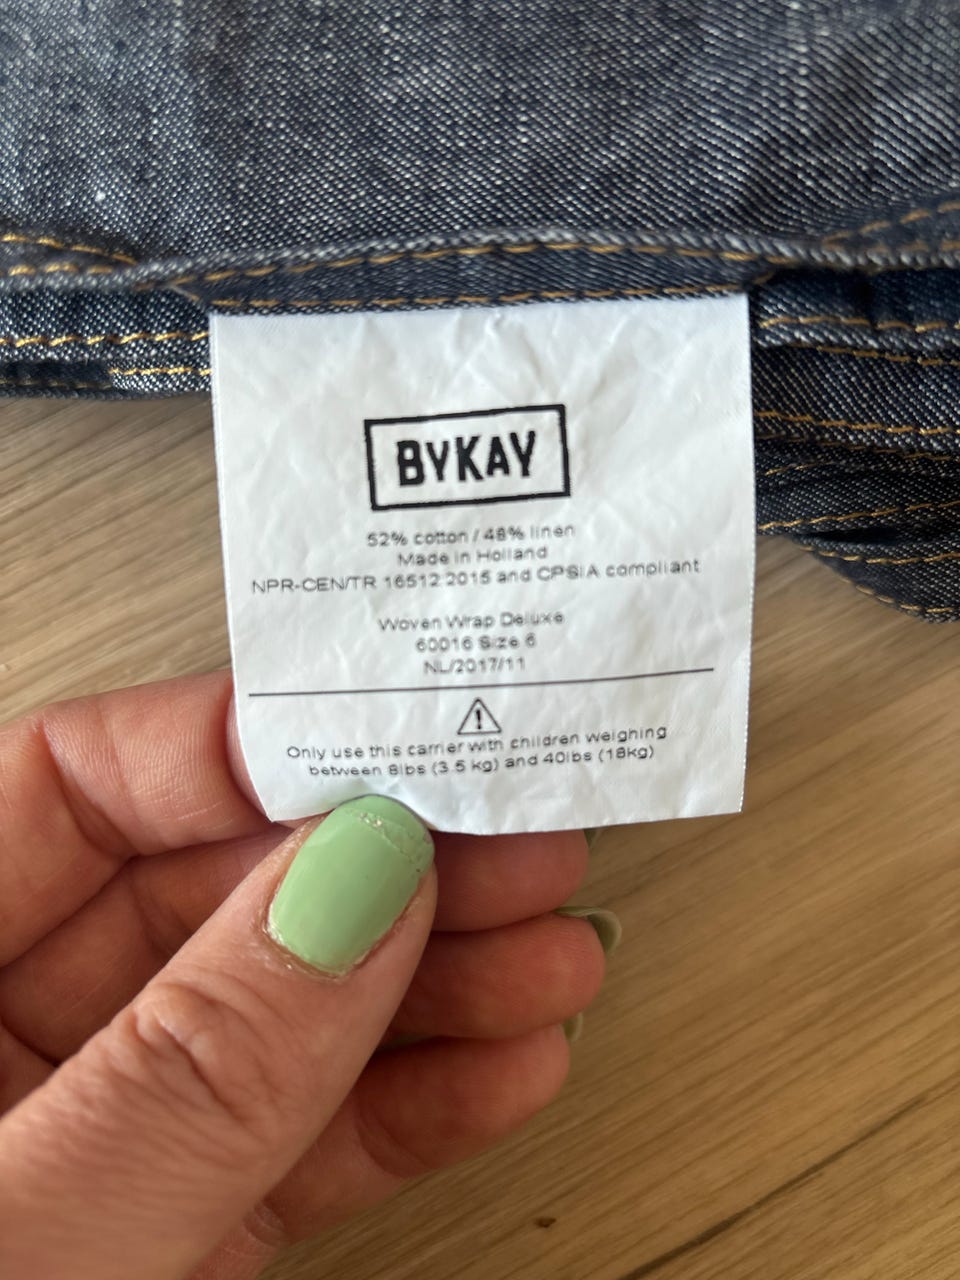 BYKAY
52% cotton / 48% linen
Made in Holland
NPR-CEN/TR 16512:2015 and CPSIA compliant
Woven Wrap Deluxe
60016 Size 6
NL/2017/11
Only use this carrier with children weighing
between 8lbs (3.5 kg) and 40lbs (18kg)